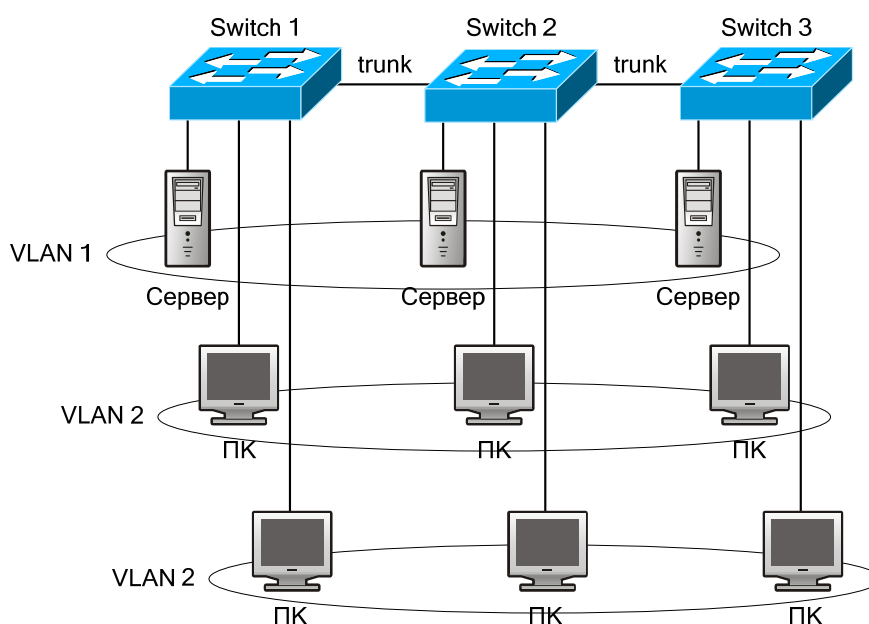 Switch 1
Switch 2
Switch 3
trunk
trunk
VLAN 1
Сервер
Сервер
Сервер
VLAN 2
ПК
ПК
ПК
VLAN 2
ПК
ПК
ПК